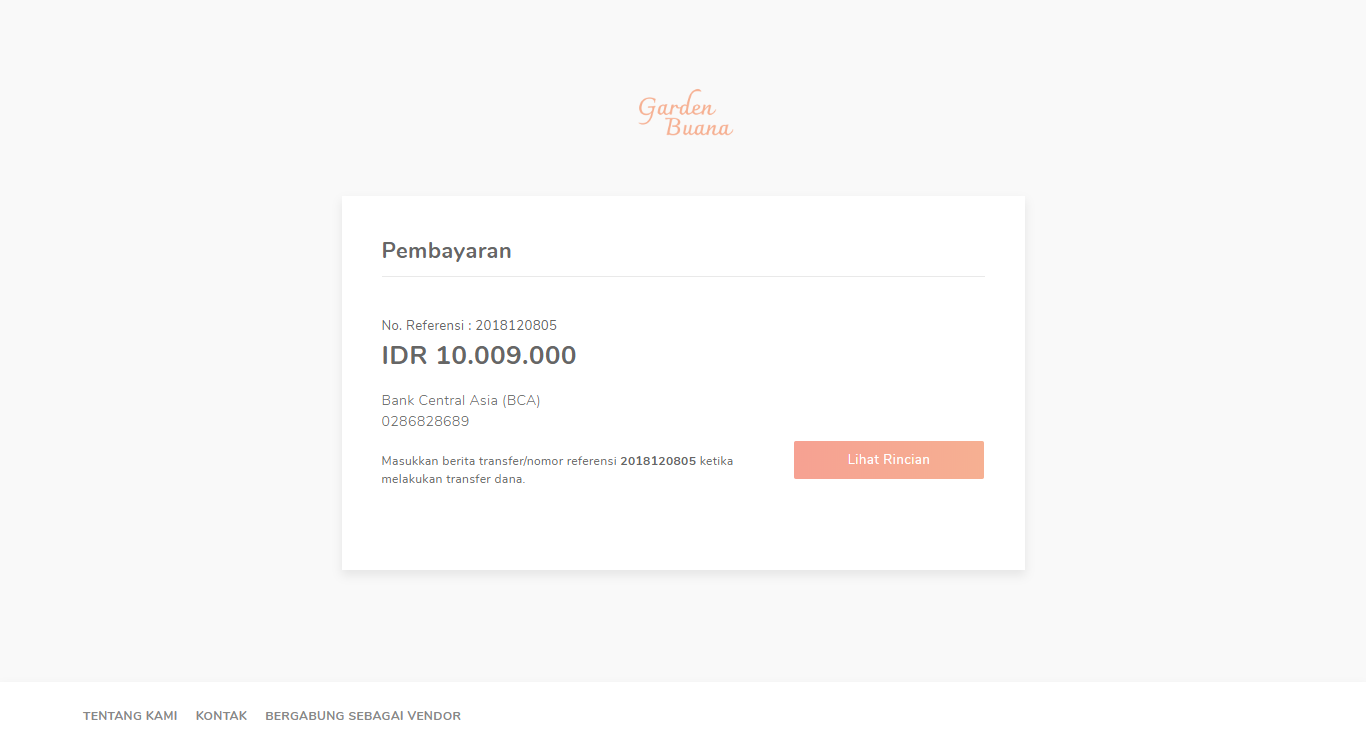 Garden
Buana
Pembayaran
No. Referensi : 2018120805
IDR 10.009.000
Bank Central Asia (BCA)
0286828689
Masukkan berita transfer/nomor referensi 2018120805 ketika
melakukan transfer dana.
Lihat Rincian
TENTANG KAMI KONTAK BERGABUNG SEBAGAI VENDOR